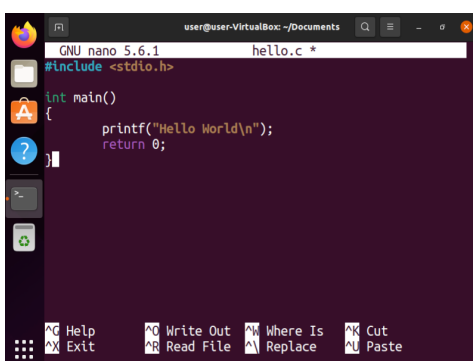 user@user-VirtualBox: ~/Documents
GNU nano 5.6.1 hello.c *
#include <stdio.h>
int main()
{
printf("Hello World\n");
return 0;
}
^G Help ^O Write Out ^W Where Is ^K Cut
^X Exit ^R Read File ^\ Replace ^U Paste